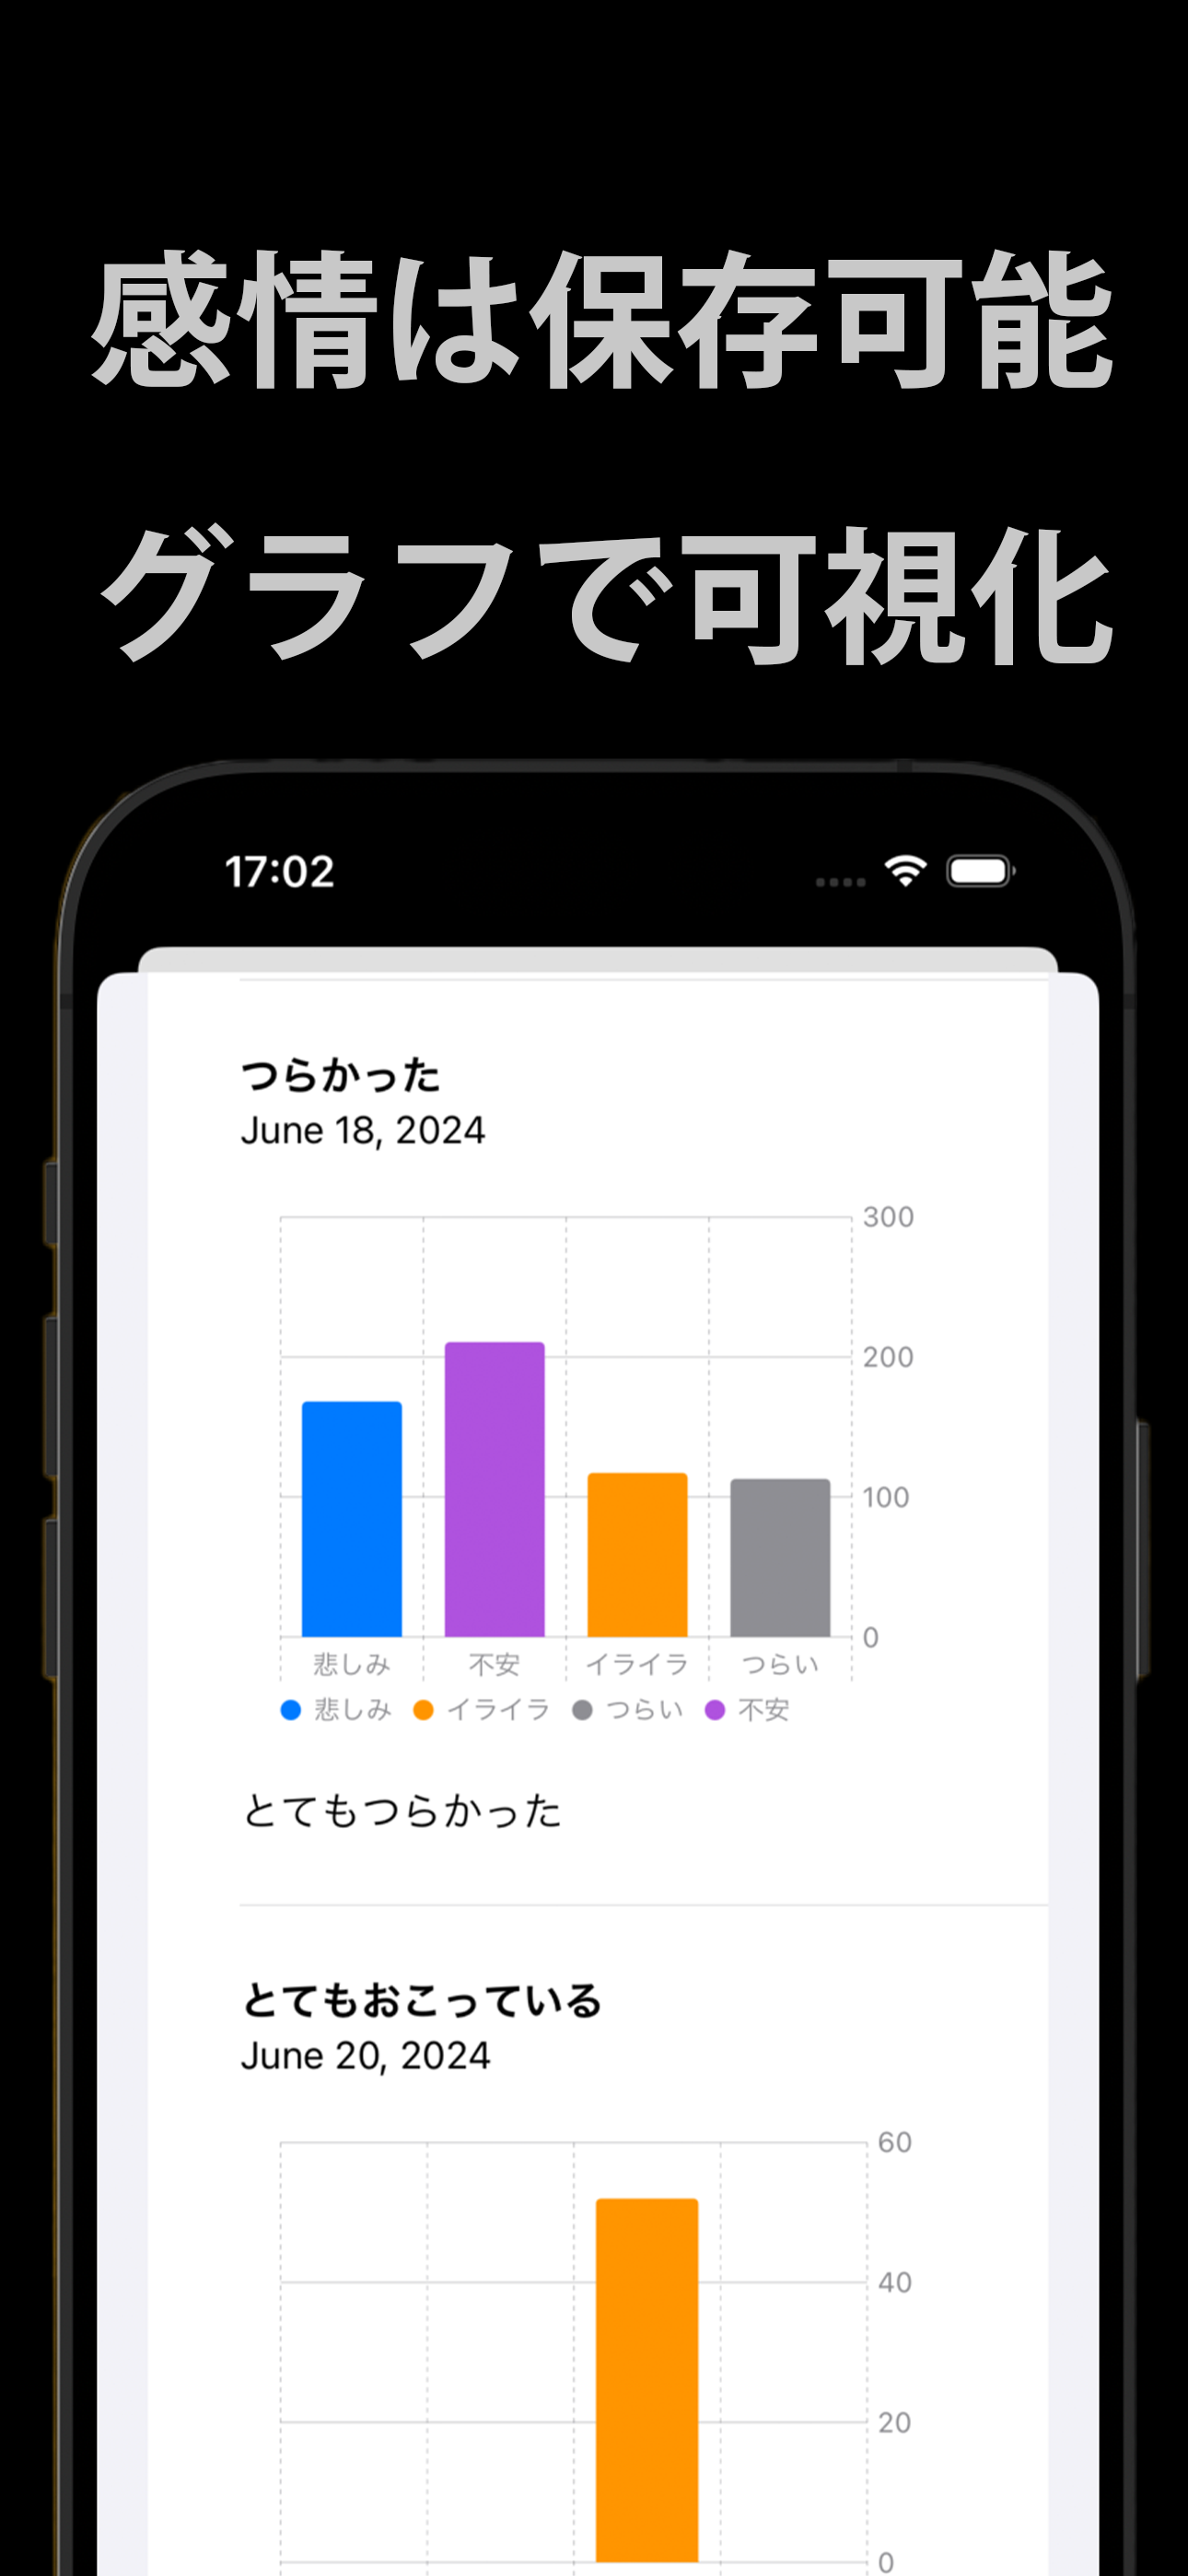 感情は保存可能
グラフで可視化
17:02
つらかった
June 18, 2024
300
200
100
0
悲しみ 不安 イライラ つらい
悲しみ イライラ つらい 不安
とてもつらかった
とてもおこっている
June 20, 2024
60
40
20
0